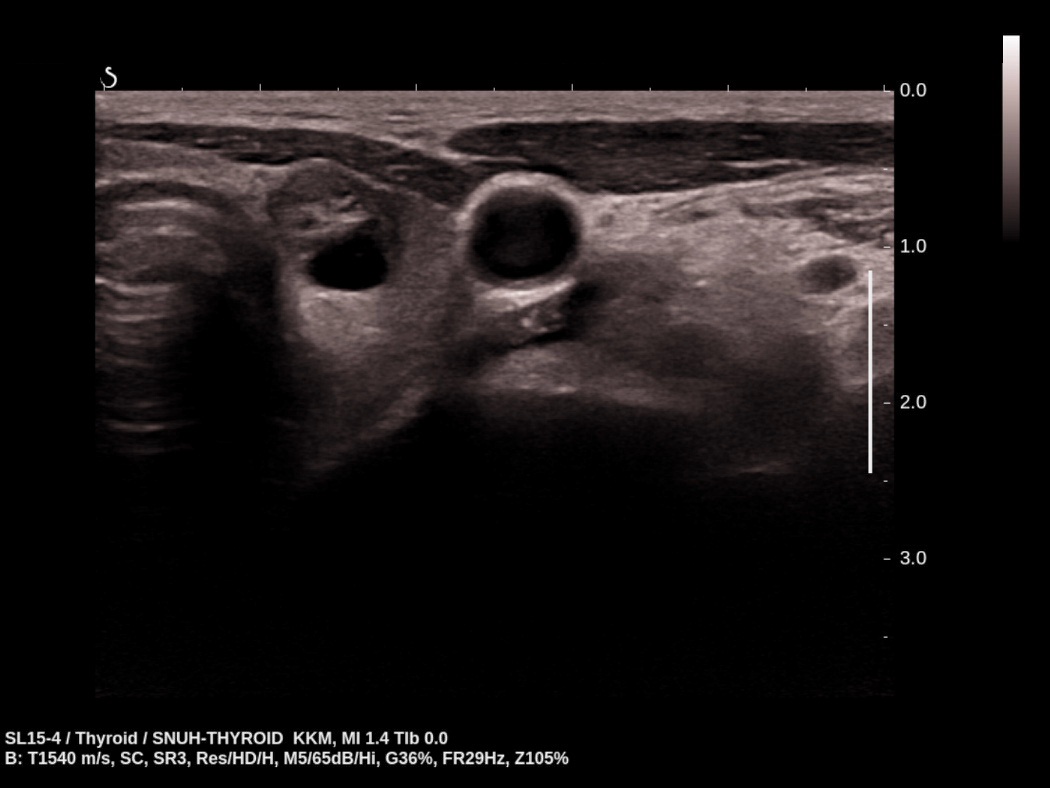 S
0.0
1.0
2.0
3.0
SL15-4 / Thyroid / SNUH-THYROID KKM, MI 1.4 TIb 0.0
B: T1540 m/s, SC, SR3, Res/HD/H, M5/65dB/Hi, G36%, FR29Hz, Z105%